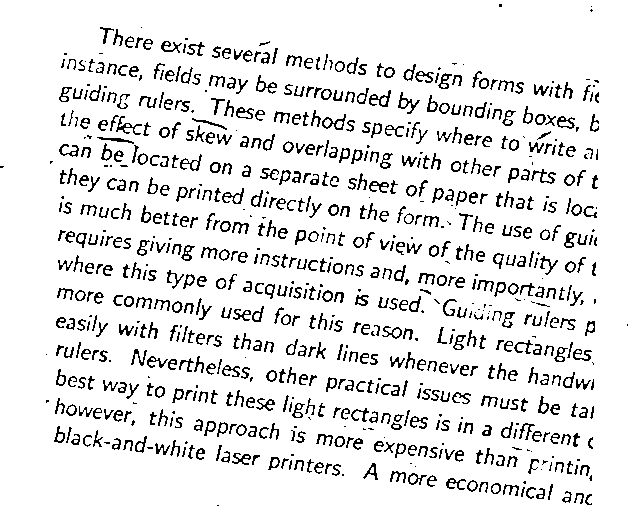 There exist several methods to design forms with fie
instance, fields may be surrounded by bounding boxes, b
guiding rulers. These methods specify where to write a
the effect of skew and overlapping with other parts of t
can be located on a separate sheet of paper that is loca
they can be printed directly on the form. The use of guid
is much better from the point of view of the quality of t
requires giving more instructions and, more importantly,
where this type of acquisition is used. Guiding rulers p
more commonly used for this reason. Light rectangles
easily with filters than dark lines whenever the handwr
rulers. Nevertheless, other practical issues must be tak
best way to print these light rectangles is in a different c
however, this approach is more expensive than printin
black-and-white laser printers. A more economical and